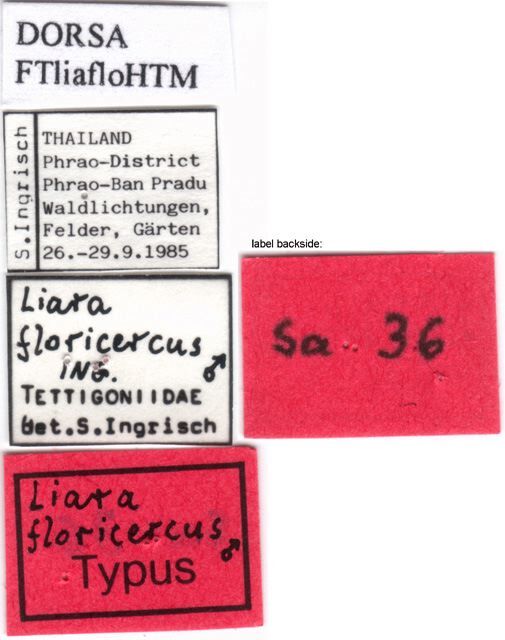 DORSA
FTliafloHTM
S.Ingrisch
THAILAND
Phrao-District
Phrao-Ban Pradu
Waldlichtungen,
Felder, Gärten
26.-29.9.1985
label backside:
Liara
floricercus
ING. ♂
TETTIGONIIDAE
det.S.Ingrisch
Sa 36
Liara
floricercus ♂
Typus